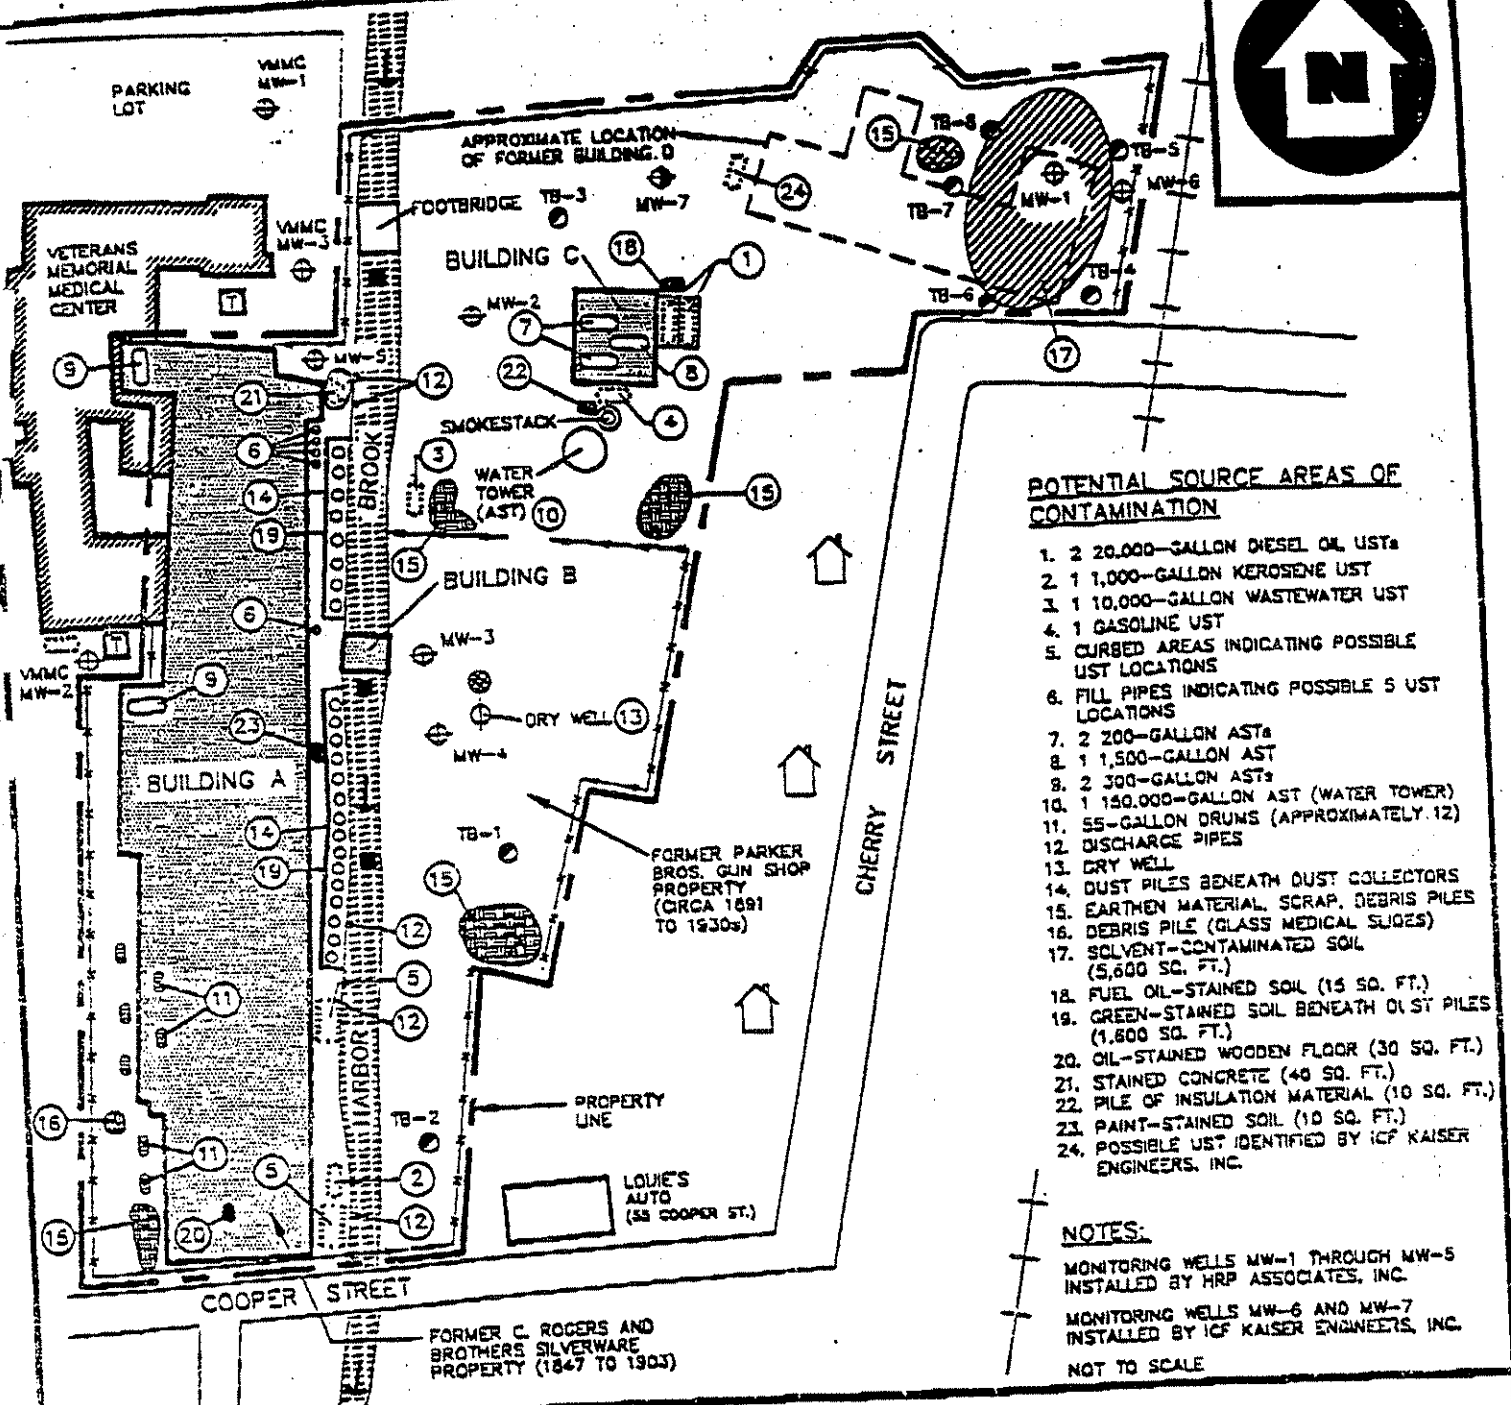 N
PARKING
LOT
VMMC
MW-1
APPROXIMATE LOCATION
OF FORMER BUILDING D
15
TB-8
TB-5
24
MW-7
TB-3
FOOTBRIDGE
TB-7
MW-1
MW-6
VETERANS
MEMORIAL
MEDICAL
CENTER
VMMC
MW-3
T
BUILDING C
18
1
TB-4
TB-6
MW-2
7
17
9
MW-5
22
8
21
12
SMOKESTACK
4
6
3
WATER
TOWER
(AST)
10
15
14
BROOK
19
15
BUILDING B
6
T
MW-3
VMMC
MW-2
9
DRY WELL
13
23
MW-4
BUILDING A
CHERRY STREET
14
TB-1
FORMER PARKER
BROS. GUN SHOP
PROPERTY
(CIRCA 1891
TO 1930s)
19
15
12
5
11
12
HARBOR
PROPERTY
LINE
16
TB-2
11
5
2
LOUIE'S
AUTO
(55 COOPER ST.)
15
20
12
COOPER STREET
FORMER C. ROGERS AND
BROTHERS SILVERWARE
PROPERTY (1847 TO 1903)
POTENTIAL SOURCE AREAS OF
CONTAMINATION
1. 2 20,000-GALLON DIESEL OIL USTs
2. 1 1,000-GALLON KEROSENE UST
3. 1 10,000-GALLON WASTEWATER UST
4. 1 GASOLINE UST
5. CURBED AREAS INDICATING POSSIBLE
UST LOCATIONS
6. FILL PIPES INDICATING POSSIBLE 5 UST
LOCATIONS
7. 2 200-GALLON ASTs
8. 1 1,500-GALLON AST
9. 2 300-GALLON ASTs
10. 1 150,000-GALLON AST (WATER TOWER)
11. 55-GALLON DRUMS (APPROXIMATELY 12)
12. DISCHARGE PIPES
13. DRY WELL
14. DUST PILES BENEATH DUST COLLECTORS
15. EARTHEN MATERIAL, SCRAP, DEBRIS PILES
16. DEBRIS PILE (GLASS MEDICAL SLIDES)
17. SOLVENT-CONTAMINATED SOIL
(5,600 SQ. FT.)
18. FUEL OIL-STAINED SOIL (15 SQ. FT.)
19. GREEN-STAINED SOIL BENEATH DUST PILES
(1,600 SQ. FT.)
20. OIL-STAINED WOODEN FLOOR (30 SQ. FT.)
21. STAINED CONCRETE (40 SQ. FT.)
22. PILE OF INSULATION MATERIAL (10 SQ. FT.)
23. PAINT-STAINED SOIL (10 SQ. FT.)
24. POSSIBLE UST IDENTIFIED BY ICF KAISER
ENGINEERS, INC.
NOTES:
MONITORING WELLS MW-1 THROUGH MW-5
INSTALLED BY HRP ASSOCIATES, INC.
MONITORING WELLS MW-6 AND MW-7
INSTALLED BY ICF KAISER ENGINEERS, INC.
NOT TO SCALE